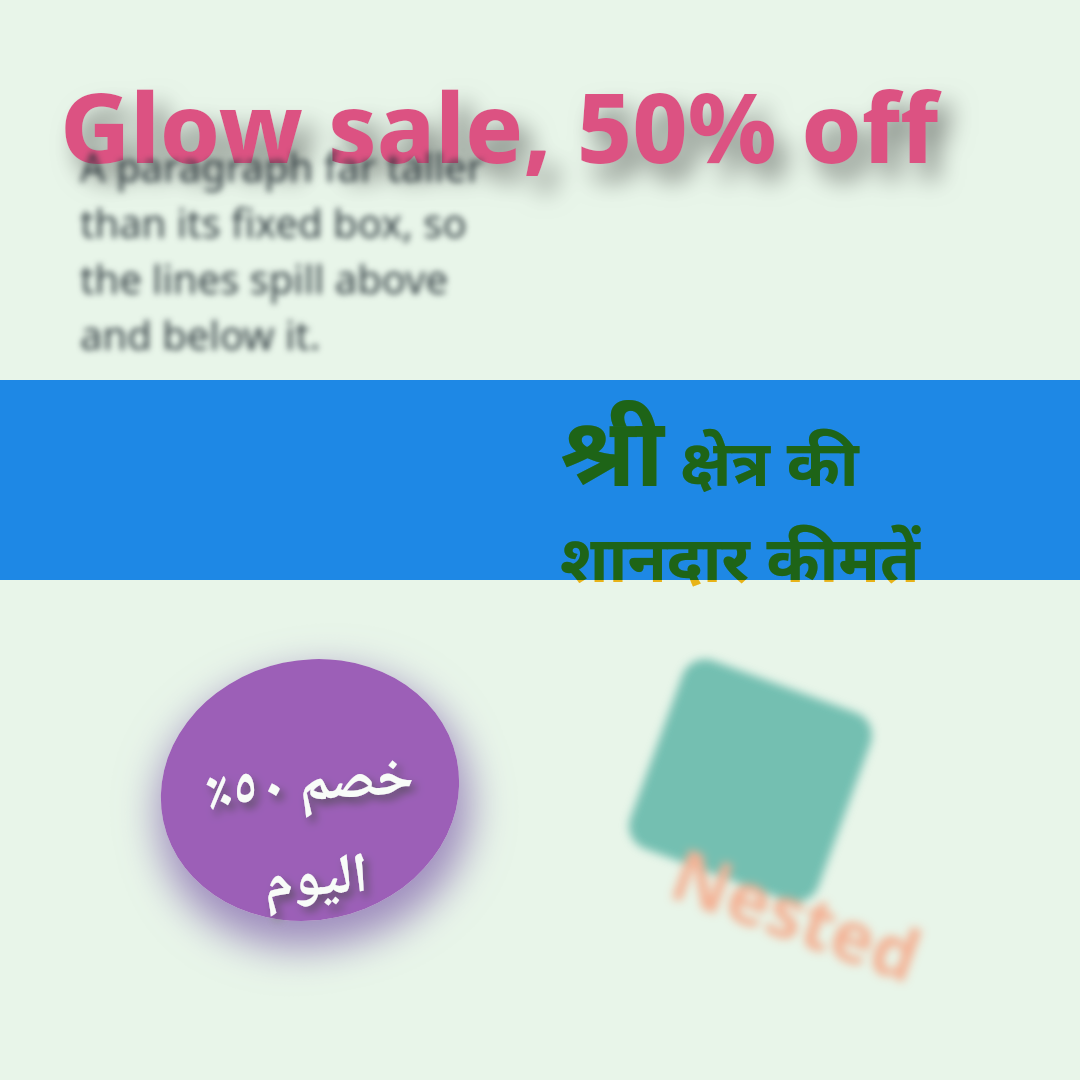 Glow sale, 50% off
A paragraph far taller
than its fixed box, so
the lines spill above
and below it.
श्री क्षेत्र की
शानदार कीमतें
خصم ٥٠٪
اليوم
Nested